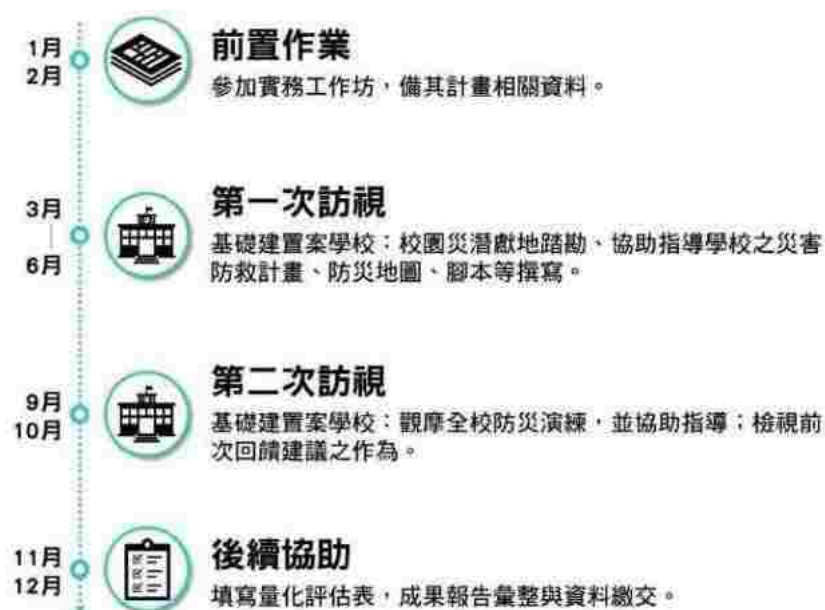 1月
2月
前置作業
參加實務工作坊，備其計畫相關資料。
3月
6月
第一次訪視
基礎建置案學校：校園災潛獻地踏勘、協助指導學校之災害
防救計畫、防災地圖、腳本等撰寫。
9月
10月
第二次訪視
基礎建置案學校：觀摩全校防災演練，並協助指導；檢視前
次回饋建議之作為。
11月
12月
後續協助
填寫量化評估表，成果報告彙整與資料繳交。